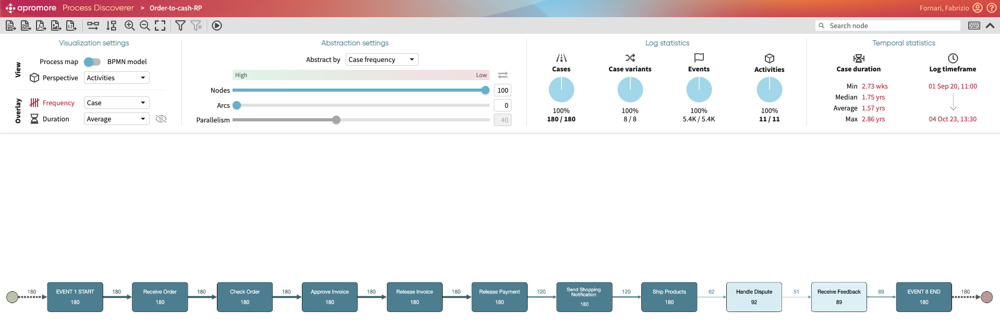 apromore Process Discoverer > Order-to-cash-RP
Fornari, Fabrizio
?
Search node
Visualization settings
View
Process map BPMN model
Perspective Activities
Overlay
Frequency Case
Duration Average
Abstraction settings
Abstract by Case frequency
High Low
Nodes 100
Arcs 0
Parallelism 40
Log statistics
Cases
100%
180 / 180
Case variants
100%
8 / 8
Events
100%
5.4K / 5.4K
Activities
100%
11 / 11
Temporal statistics
Case duration
Min 2.73 wks
Median 1.75 yrs
Average 1.57 yrs
Max 2.86 yrs
Log timeframe
01 Sep 20, 11:00
04 Oct 23, 13:30
180
EVENT 1 START
180
180
Receive Order
180
180
Check Order
180
180
Approve Invoice
180
180
Release Invoice
180
180
Release Payment
180
120
Send Shopping
Notification
180
120
Ship Products
180
62
Handle Dispute
92
51
Receive Feedback
89
89
EVENT 8 END
180
180